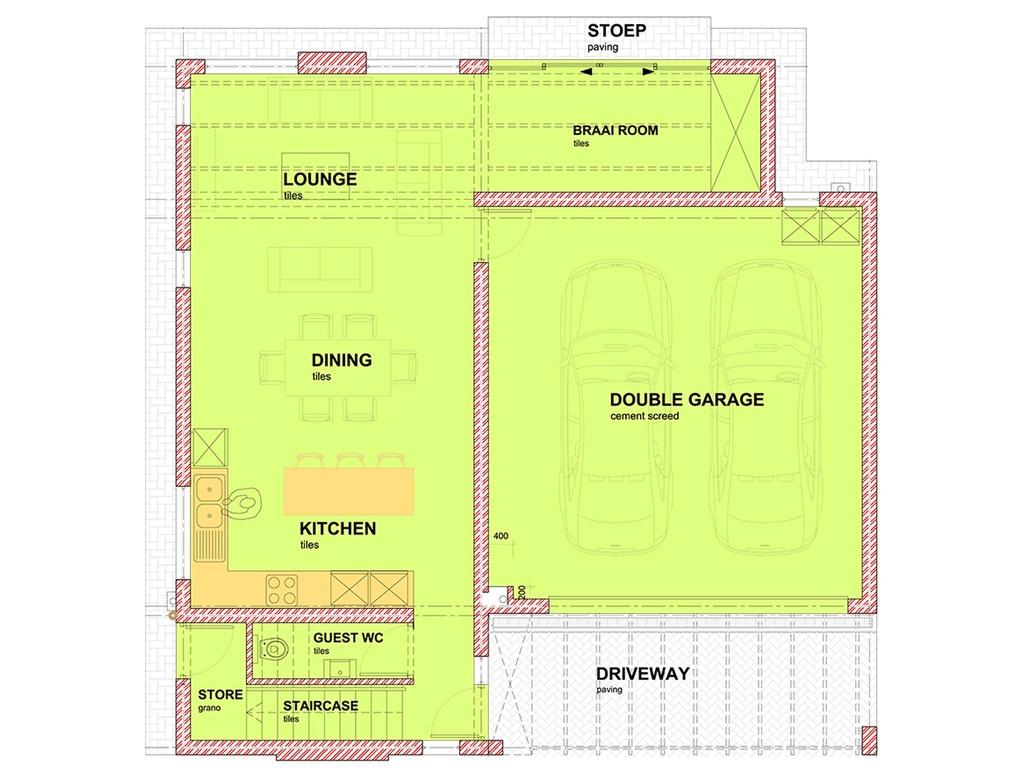 STOEP
paving
BRAAI ROOM
tiles
LOUNGE
tiles
DINING
tiles
DOUBLE GARAGE
cement screed
KITCHEN
tiles
400
200
GUEST WC
tiles
DRIVEWAY
paving
STORE
grano
STAIRCASE
tiles